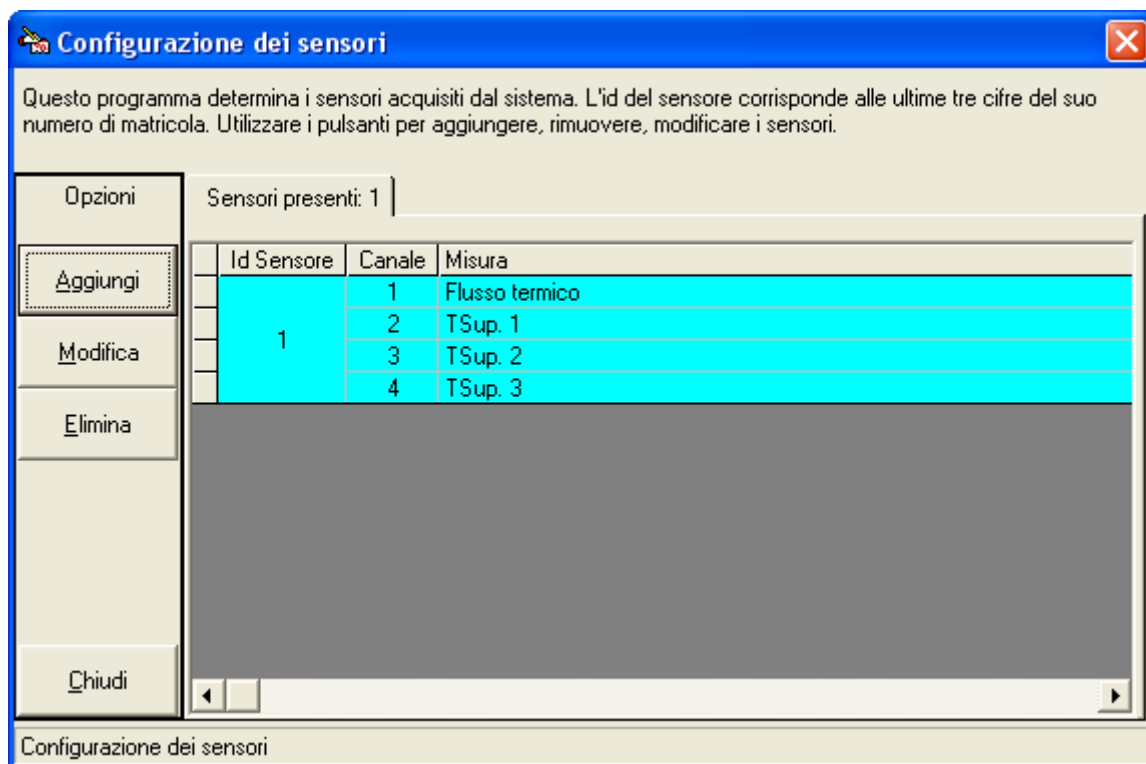 Configurazione dei sensori
Questo programma determina i sensori acquisiti dal sistema. L'id del sensore corrisponde alle ultime tre cifre del suo
numero di matricola. Utilizzare i pulsanti per aggiungere, rimuovere, modificare i sensori.
Opzioni
Aggiungi
Modifica
Elimina
Chiudi
Sensori presenti: 1
Id Sensore Canale Misura
1
1 Flusso termico
2 TSup. 1
3 TSup. 2
4 TSup. 3
Configurazione dei sensori